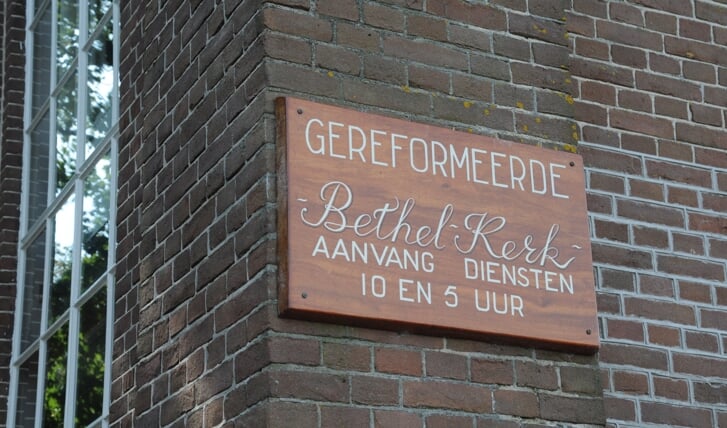 GEREFORMEERDE
-Bethel-Kerk-
AANVANG DIENSTEN
10 EN 5 UUR